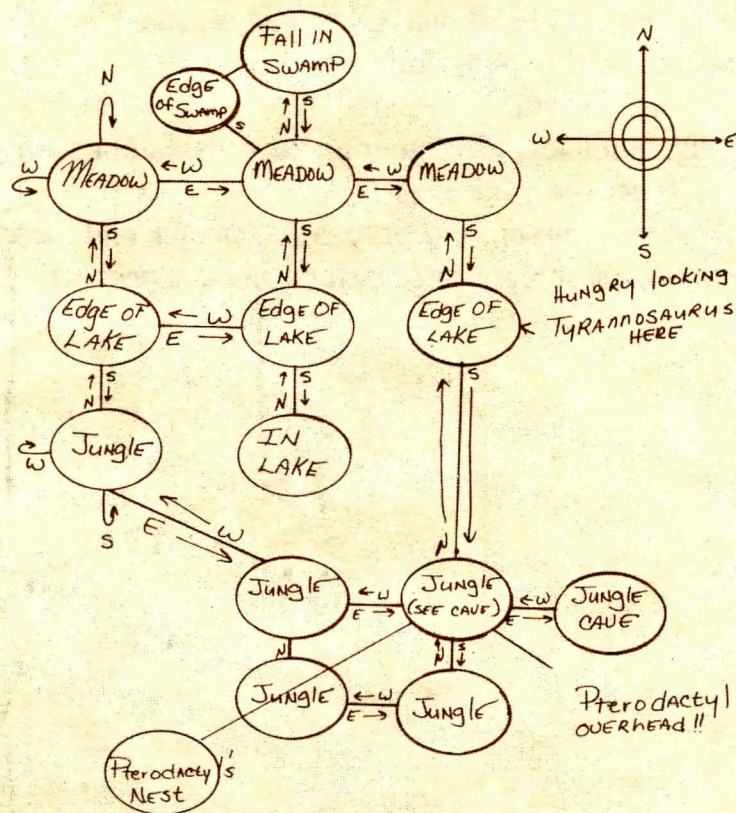 FALL IN
SWAMP
Edge
of SWAMP
N
S
N
S
N
W
MEADOW
W
E
MEADOW
W
E
MEADOW
W
E
S
S
N
S
N
S
N
Edge OF
LAKE
W
E
Edge OF
LAKE
Edge OF
LAKE
HUNGRY looking
TYRANNOSAURUS
HERE
S
N
S
N
S
N
Jungle
W
S
IN
LAKE
W
E
Jungle
W
E
Jungle
(SEE CAVE)
W
E
Jungle
CAVE
N
N
S
Jungle
W
E
Jungle
Pterodactyl
OVERHEAD!!
Pterodactyl's
NEST